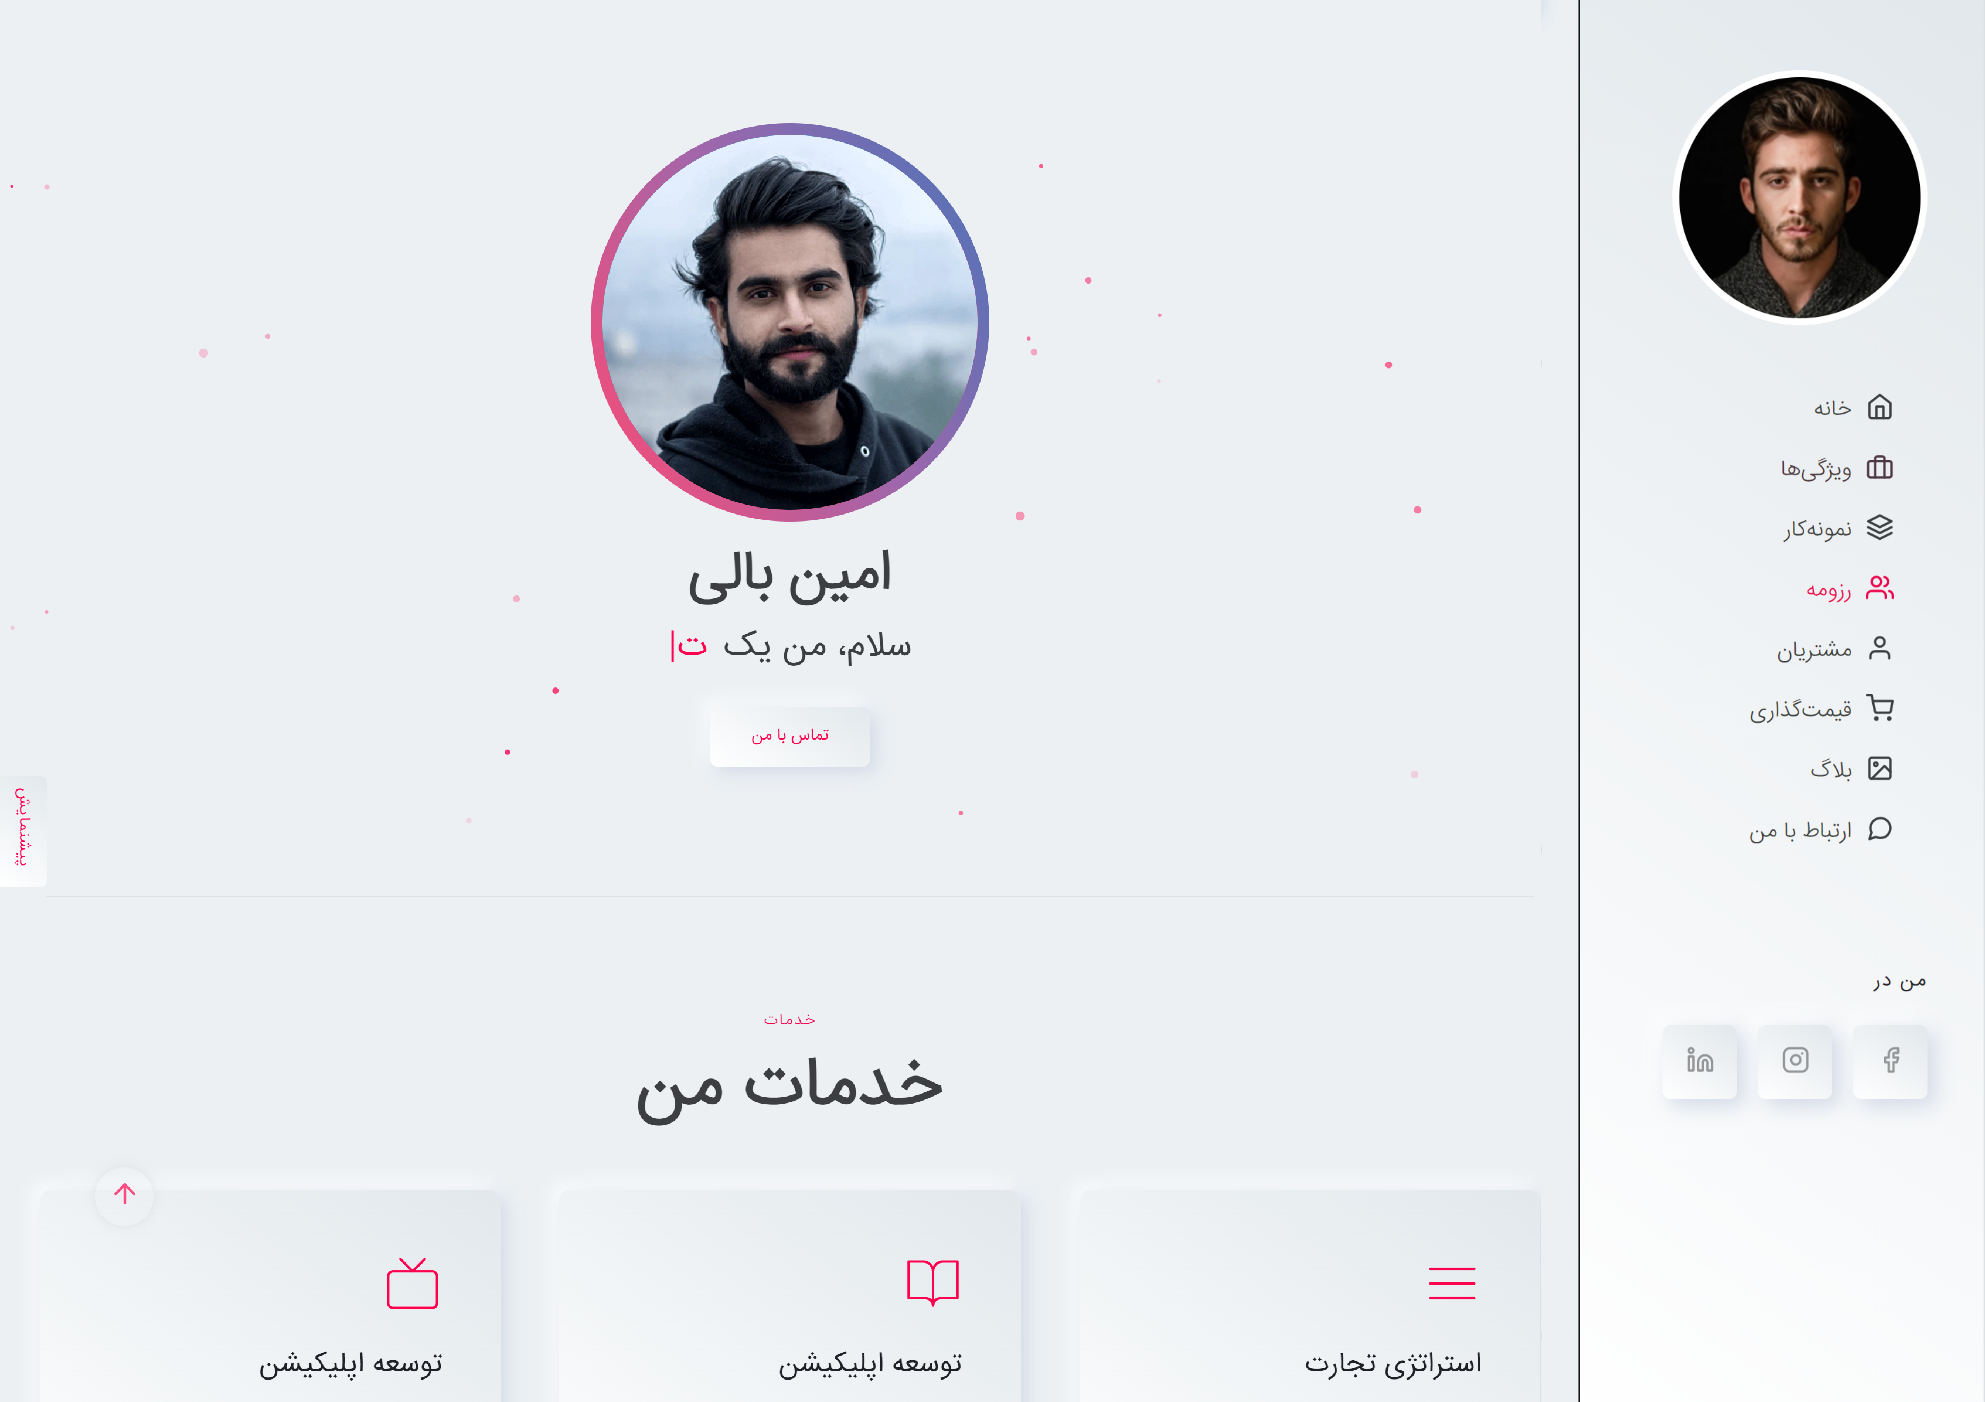 خانه
ویژگی‌ها
نمونه‌کار
رزومه
مشتریان
قیمت‌گذاری
بلاگ
ارتباط با من
من در
امین بالی
سلام، من یک ت|
تماس با من
پیشنمایش
خدمات
خدمات من
استراتژی تجارت
توسعه اپلیکیشن
توسعه اپلیکیشن